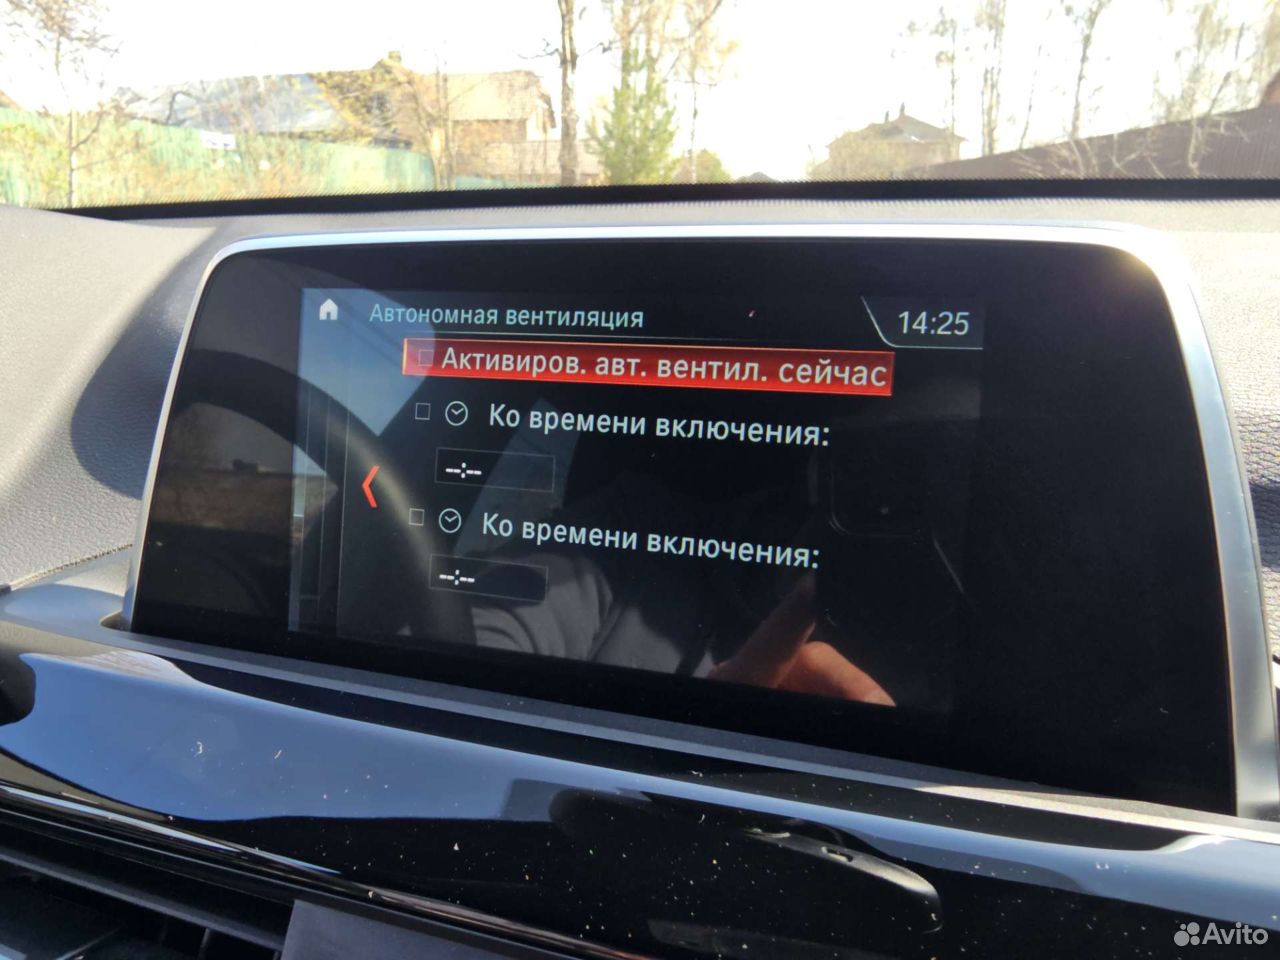 Автономная вентиляция
14:25
Активиров. авт. вентил. сейчас
Ко времени включения:
--:--
Ко времени включения:
--:--
Avito